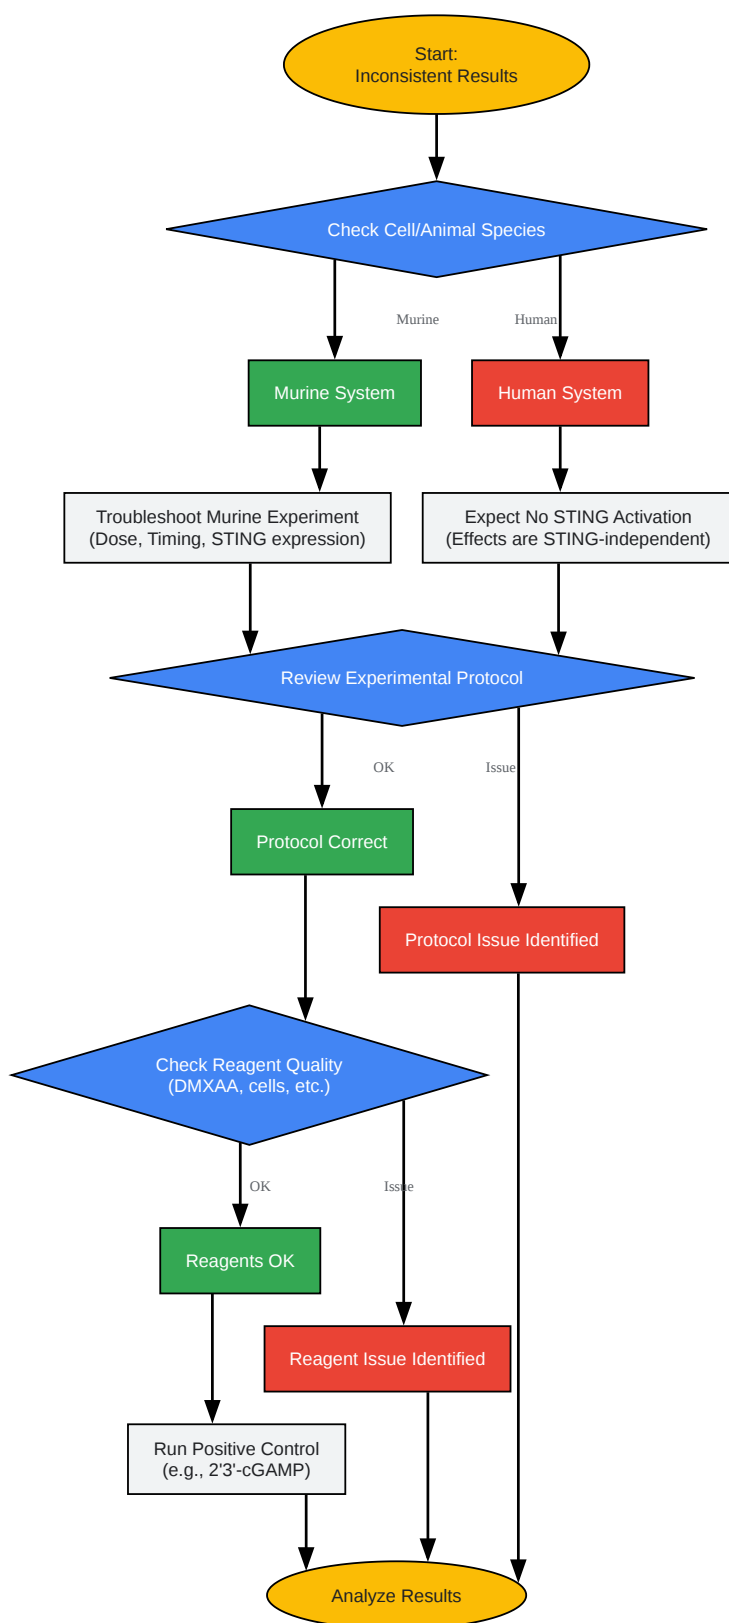 Start:
Inconsistent Results
Check Cell/Animal Species
Murine
Human
Murine System
Human System
Troubleshoot Murine Experiment
(Dose, Timing, STING expression)
Expect No STING Activation
(Effects are STING-independent)
Review Experimental Protocol
OK
Issue
Protocol Correct
Protocol Issue Identified
Check Reagent Quality
(DMXAA, cells, etc.)
OK
Issue
Reagents OK
Reagent Issue Identified
Run Positive Control
(e.g., 2'3'-cGAMP)
Analyze Results